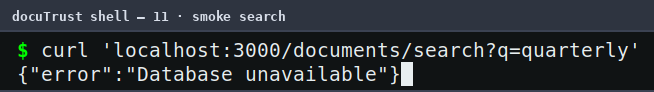 docuTrust shell — 11 · smoke search
$ curl 'localhost:3000/documents/search?q=quarterly'
{"error":"Database unavailable"}